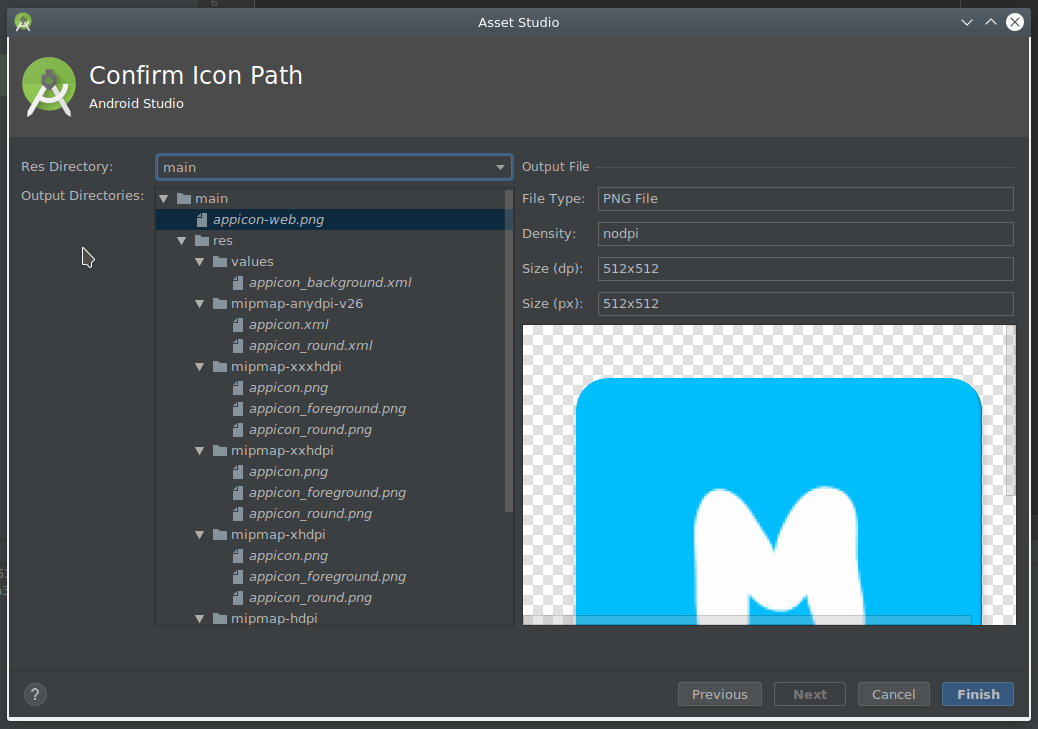 6
Asset Studio
Confirm Icon Path
Android Studio
Res Directory:
main
Output Directories:
main
appicon-web.png
res
values
appicon_background.xml
mipmap-anydpi-v26
appicon.xml
appicon_round.xml
mipmap-xxxhdpi
appicon.png
appicon_foreground.png
appicon_round.png
mipmap-xxhdpi
appicon.png
appicon_foreground.png
appicon_round.png
mipmap-xhdpi
appicon.png
appicon_foreground.png
appicon_round.png
mipmap-hdpi
Output File
File Type:
PNG File
Density:
nodpi
Size (dp):
512x512
Size (px):
512x512
M
?
Previous
Next
Cancel
Finish